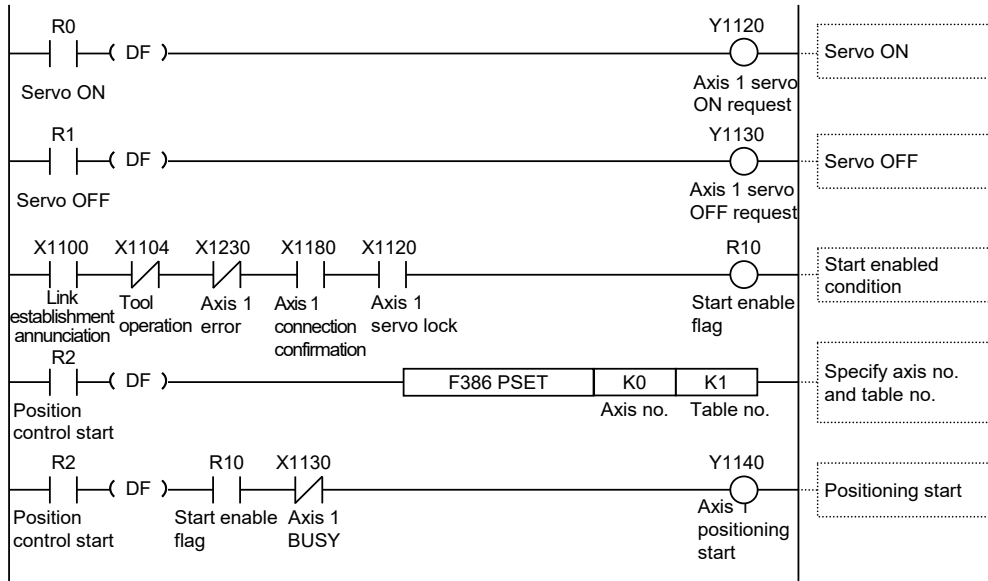 R0
Y1120
( DF )
Servo ON
Servo ON
Axis 1 servo
ON request
R1
Y1130
( DF )
Servo OFF
Servo OFF
Axis 1 servo
OFF request
X1100 X1104 X1230 X1180 X1120
R10
Link
establishment
annunciation
Tool
operation
Axis 1
error
Axis 1
connection
confirmation
Axis 1
servo lock
Start enable
flag
Start enabled
condition
R2
( DF )
F386 PSET K0 K1
Position
control start
Axis no. Table no.
Specify axis no.
and table no.
R2 R10 X1130
Y1140
( DF )
Position
control start
Start enable
flag
Axis 1
BUSY
Axis 1
positioning
start
Positioning start